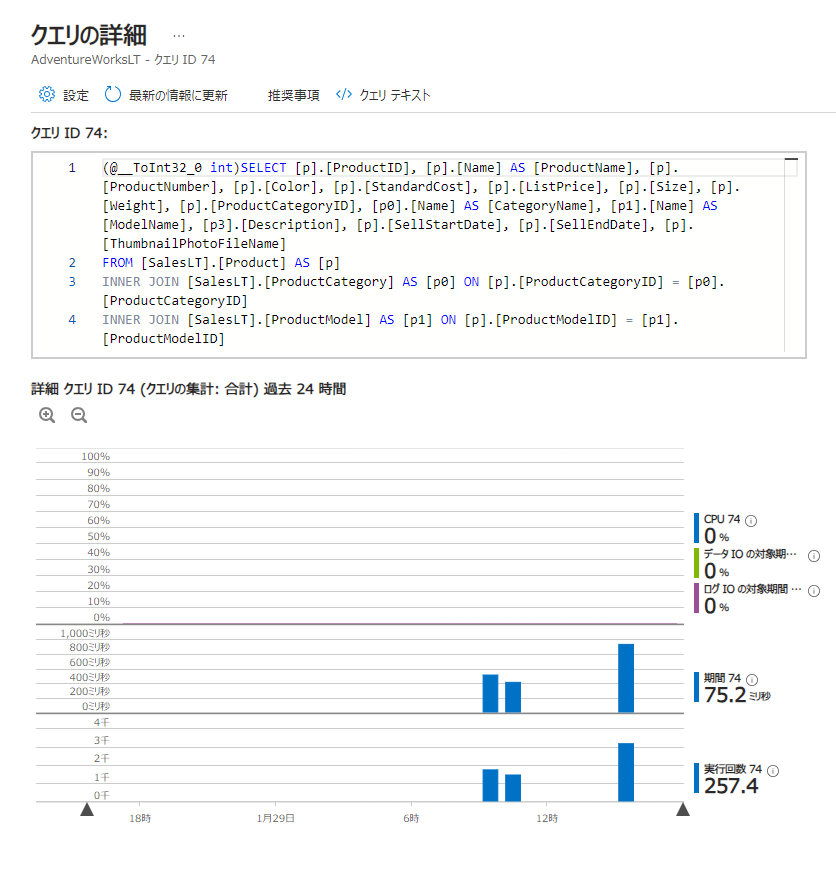 クエリの詳細 …
AdventureWorksLT - クエリ ID 74
設定 最新の情報に更新 推奨事項 </> クエリ テキスト
クエリ ID 74:
1 (@__ToInt32_0 int)SELECT [p].[ProductID], [p].[Name] AS [ProductName], [p].
[ProductNumber], [p].[Color], [p].[StandardCost], [p].[ListPrice], [p].[Size], [p].
[Weight], [p].[ProductCategoryID], [p0].[Name] AS [CategoryName], [p1].[Name] AS
[ModelName], [p3].[Description], [p].[SellStartDate], [p].[SellEndDate], [p].
[ThumbnailPhotoFileName]
2 FROM [SalesLT].[Product] AS [p]
3 INNER JOIN [SalesLT].[ProductCategory] AS [p0] ON [p].[ProductCategoryID] = [p0].
[ProductCategoryID]
4 INNER JOIN [SalesLT].[ProductModel] AS [p1] ON [p].[ProductModelID] = [p1].
[ProductModelID]
詳細 クエリ ID 74 (クエリの集計: 合計) 過去 24 時間
100%
90%
80%
70%
60%
50%
40%
30%
20%
10%
0%
CPU 74
0 %
データ IO の対象期…
0 %
ログ IO の対象期間 …
0 %
1,000ミリ秒
800ミリ秒
600ミリ秒
400ミリ秒
200ミリ秒
0ミリ秒
期間 74
75.2 ミリ秒
4千
3千
2千
1千
0千
実行回数 74
257.4
18時 1月29日 6時 12時